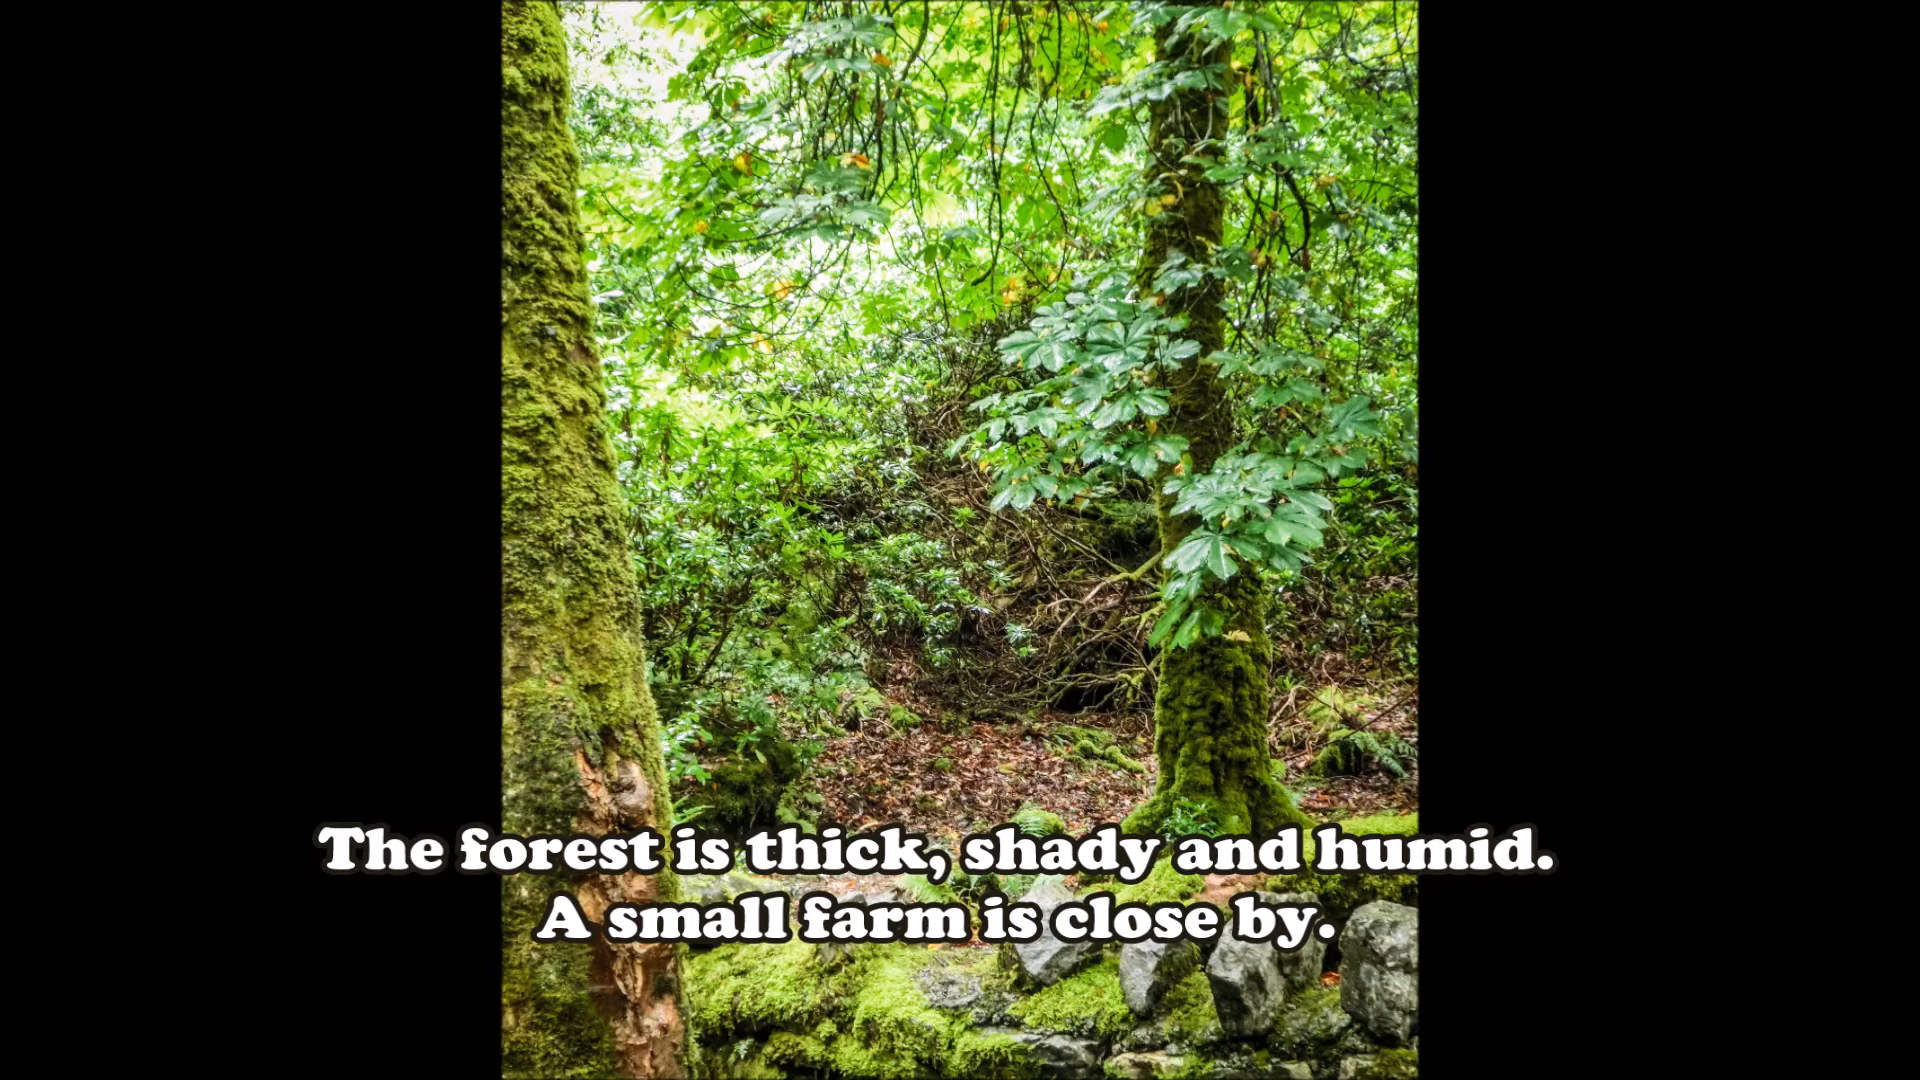 The forest is thick, shady and humid.
A small farm is close by.